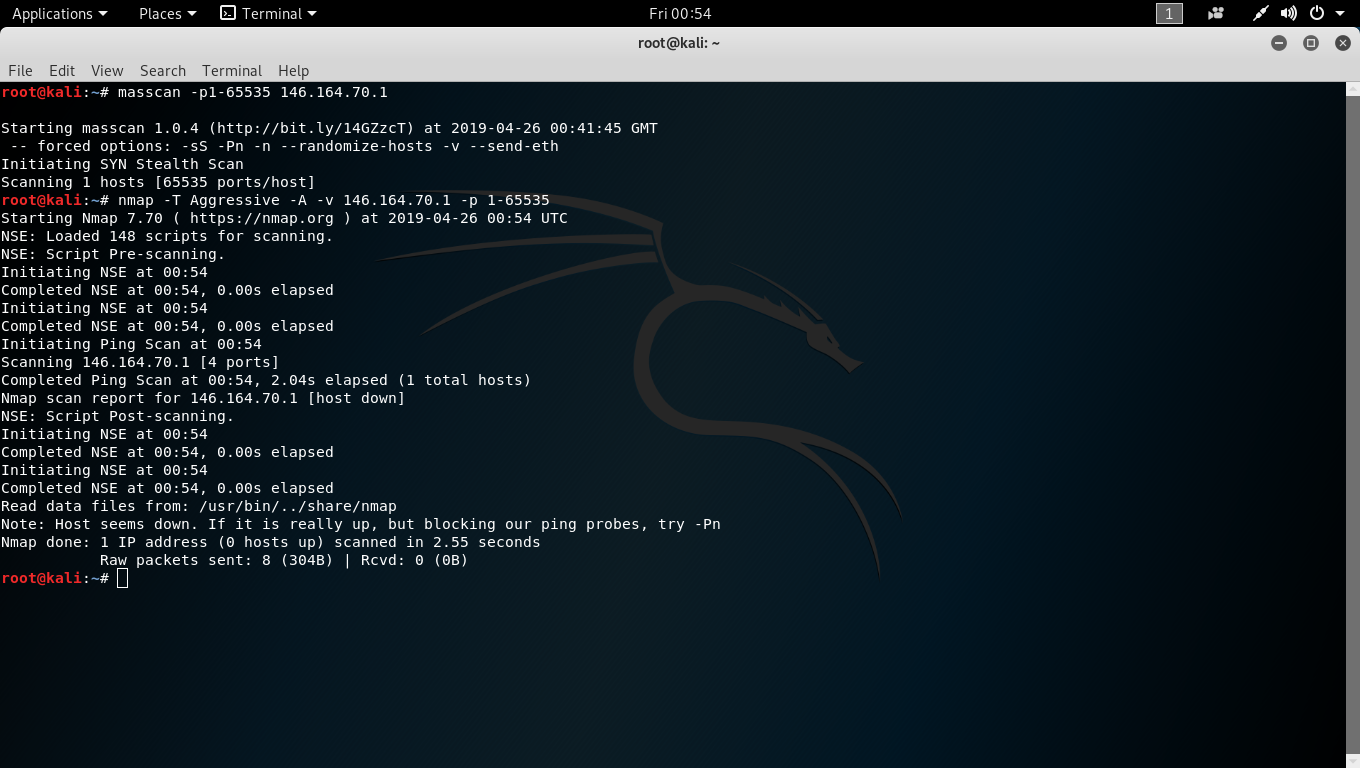 Applications Places Terminal Fri 00:54 1
root@kali: ~
File Edit View Search Terminal Help
root@kali:~# masscan -p1-65535 146.164.70.1
Starting masscan 1.0.4 (http://bit.ly/14GZzcT) at 2019-04-26 00:41:45 GMT
 -- forced options: -sS -Pn -n --randomize-hosts -v --send-eth
Initiating SYN Stealth Scan
Scanning 1 hosts [65535 ports/host]
root@kali:~# nmap -T Aggressive -A -v 146.164.70.1 -p 1-65535
Starting Nmap 7.70 ( https://nmap.org ) at 2019-04-26 00:54 UTC
NSE: Loaded 148 scripts for scanning.
NSE: Script Pre-scanning.
Initiating NSE at 00:54
Completed NSE at 00:54, 0.00s elapsed
Initiating NSE at 00:54
Completed NSE at 00:54, 0.00s elapsed
Initiating Ping Scan at 00:54
Scanning 146.164.70.1 [4 ports]
Completed Ping Scan at 00:54, 2.04s elapsed (1 total hosts)
Nmap scan report for 146.164.70.1 [host down]
NSE: Script Post-scanning.
Initiating NSE at 00:54
Completed NSE at 00:54, 0.00s elapsed
Initiating NSE at 00:54
Completed NSE at 00:54, 0.00s elapsed
Read data files from: /usr/bin/../share/nmap
Note: Host seems down. If it is really up, but blocking our ping probes, try -Pn
Nmap done: 1 IP address (0 hosts up) scanned in 2.55 seconds
           Raw packets sent: 8 (304B) | Rcvd: 0 (0B)
root@kali:~#